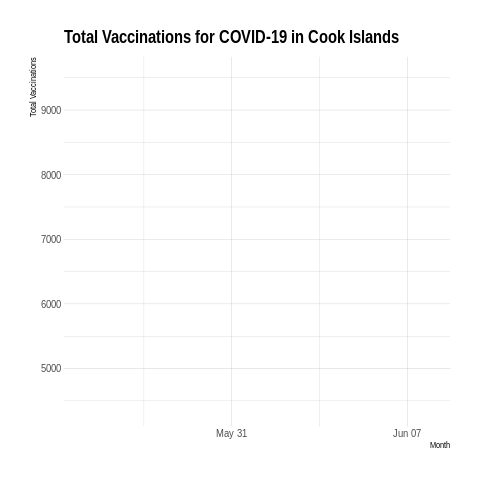 Total Vaccinations for COVID-19 in Cook Islands
Total Vaccinations
9000
8000
7000
6000
5000
May 31
Jun 07
Month